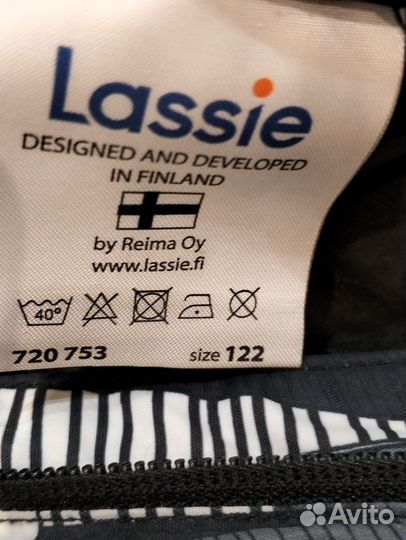 Lassie
DESIGNED AND DEVELOPED
IN FINLAND
by Reima Oy
www.lassie.fi
40°
720 753 size 122
Avito